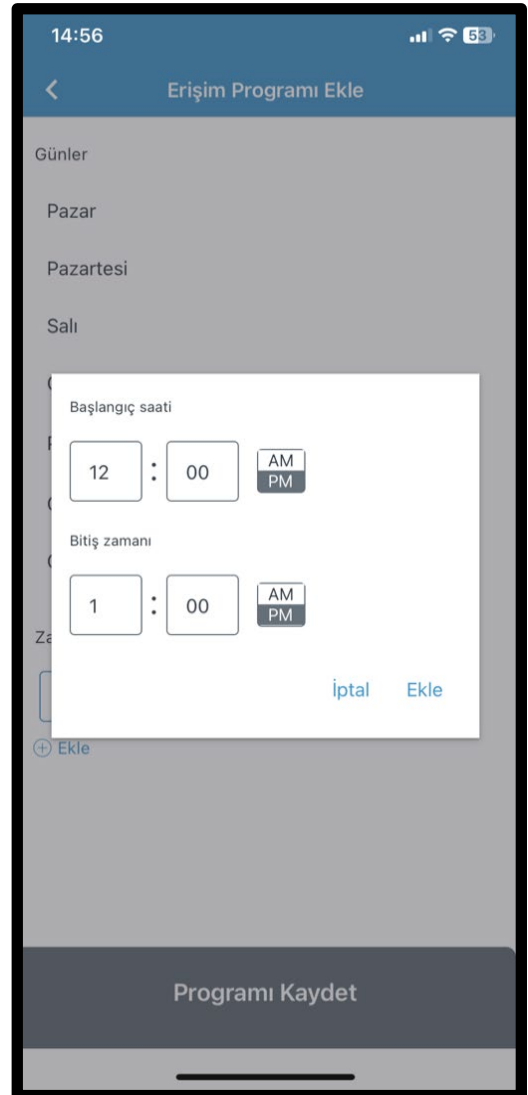 14:56
53
Erişim Programı Ekle
Günler
Pazar
Pazartesi
Salı
Başlangıç saati
12 : 00 AM
PM
Bitiş zamanı
1 : 00 AM
PM
İptal Ekle
Ekle
Programı Kaydet